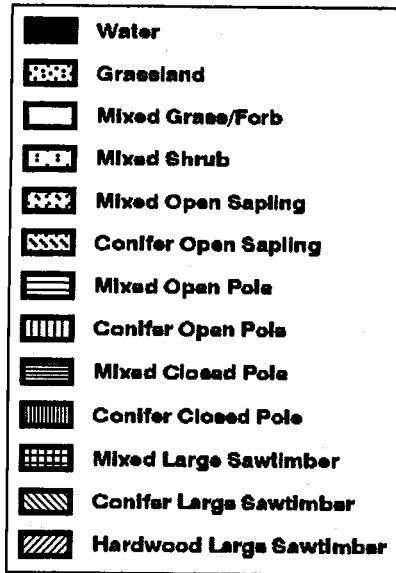 Water
Grassland
Mixed Grass/Forb
Mixed Shrub
Mixed Open Sapling
Conifer Open Sapling
Mixed Open Pole
Conifer Open Pole
Mixed Closed Pole
Conifer Closed Pole
Mixed Large Sawtimber
Conifer Large Sawtimber
Hardwood Large Sawtimber